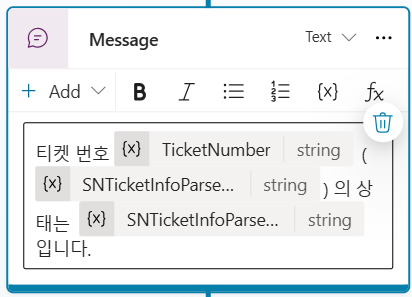 Message
Text
+ Add
B I {x} fx
티켓 번호 {x} TicketNumber string (
{x} SNTicketInfoParse... string ) 의 상
태는 {x} SNTicketInfoParse... string
입니다.